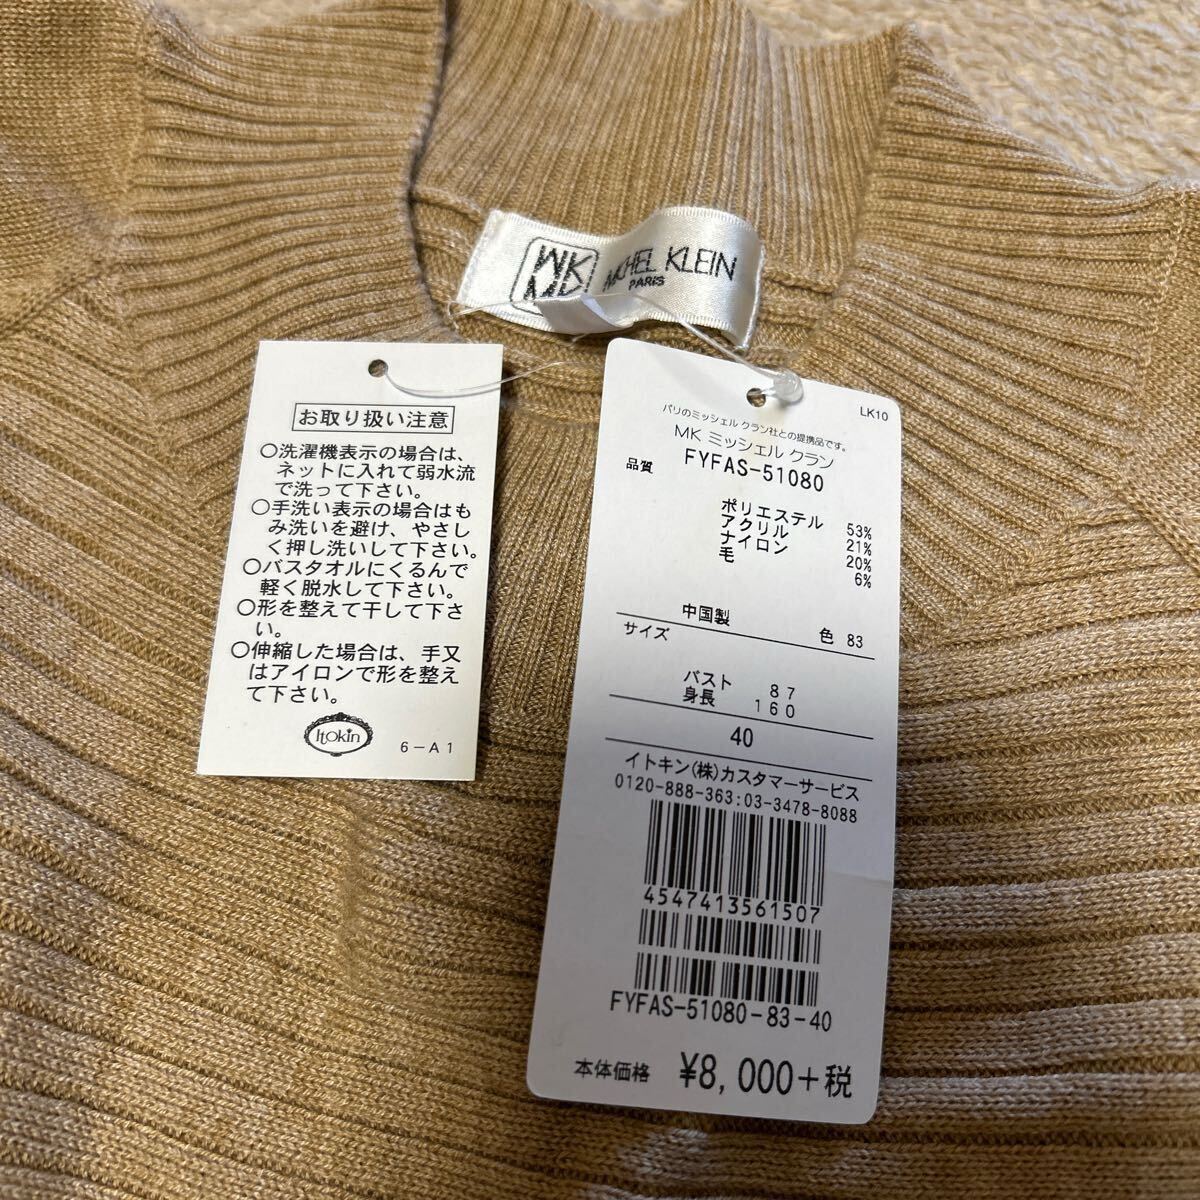 MICHEL KLEIN
PARIS
お取り扱い注意
○洗濯機表示の場合は、
ネットに入れて弱水流
で洗って下さい。
○手洗い表示の場合はも
み洗いを避け、やさし
く押し洗いして下さい。
○バスタオルにくるんで
軽く脱水して下さい。
○形を整えて干して下さ
い。
○伸縮した場合は、手又
はアイロンで形を整え
て下さい。
Itokin
6-A1
LK10
パリのミッシェル クラン社との提携品です。
MK ミッシェル クラン
品質 FYFAS-51080
ポリエステル 53%
アクリル 21%
ナイロン 20%
毛 6%
中国製 色 83
サイズ
バスト 87
身長 160
40
イトキン(株)カスタマーサービス
0120-888-363:03-3478-8088
4547413561507
FYFAS-51080-83-40
本体価格 ¥8,000+税